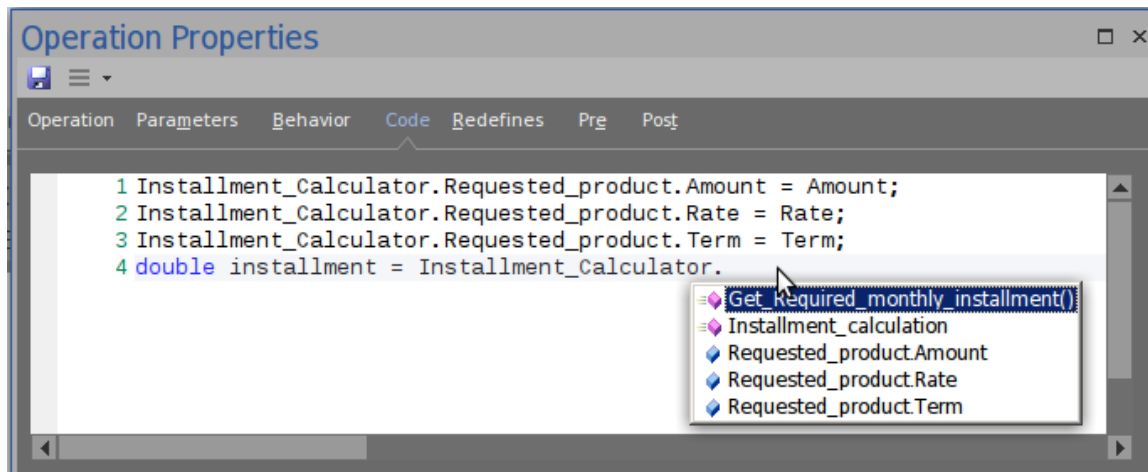 Operation Properties
Operation Parameters Behavior Code Redefines Pre Post
1 Installment_Calculator.Requested_product.Amount = Amount;
2 Installment_Calculator.Requested_product.Rate = Rate;
3 Installment_Calculator.Requested_product.Term = Term;
4 double installment = Installment_Calculator.
Get_Required_monthly_installment()
Installment_calculation
Requested_product.Amount
Requested_product.Rate
Requested_product.Term